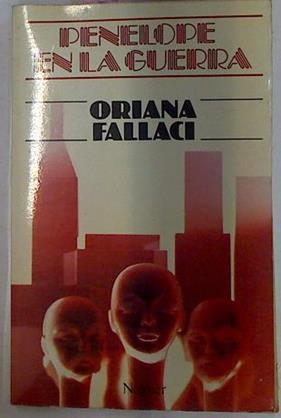 PENELOPE
EN LA GUERRA
ORIANA
FALLACI
Noguer